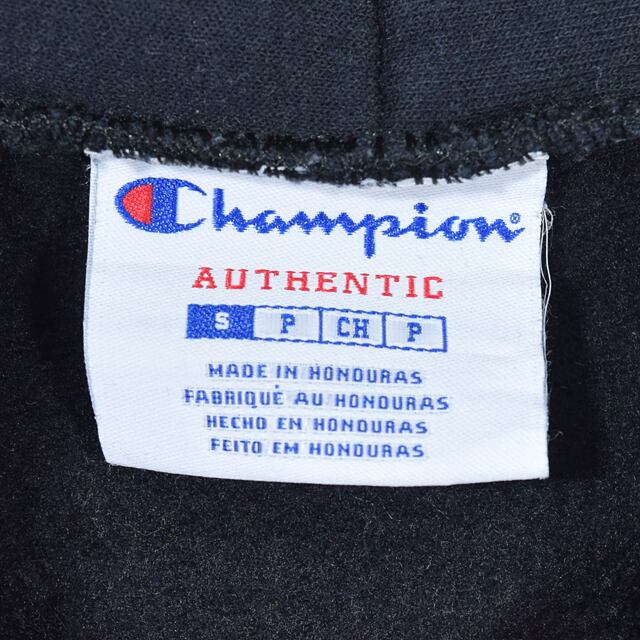 Champion®
AUTHENTIC
S P CH P
MADE IN HONDURAS
FABRIQUÉ AU HONDURAS
HECHO EN HONDURAS
FEITO EM HONDURAS